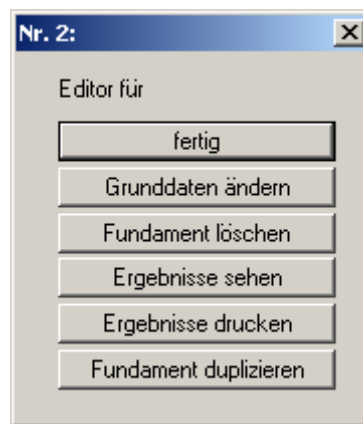 Nr. 2:
Editor für
fertig
Grunddaten ändern
Fundament löschen
Ergebnisse sehen
Ergebnisse drucken
Fundament duplizieren